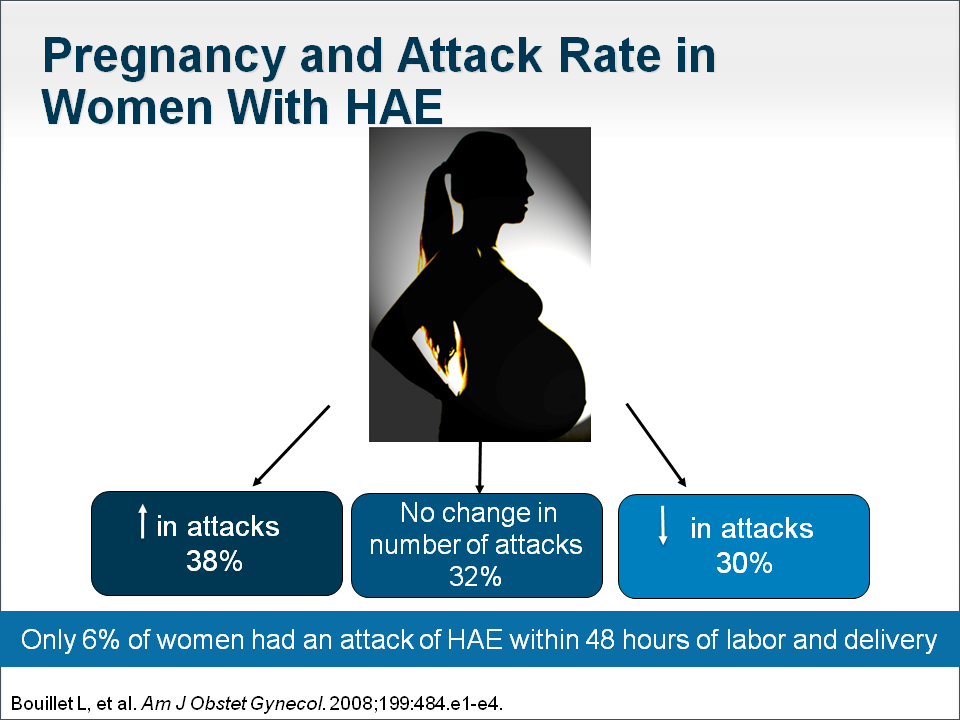 Pregnancy and Attack Rate in
Women With HAE
↑ in attacks
38%
No change in
number of attacks
32%
↓ in attacks
30%
Only 6% of women had an attack of HAE within 48 hours of labor and delivery
Bouillet L, et al. Am J Obstet Gynecol. 2008;199:484.e1-e4.